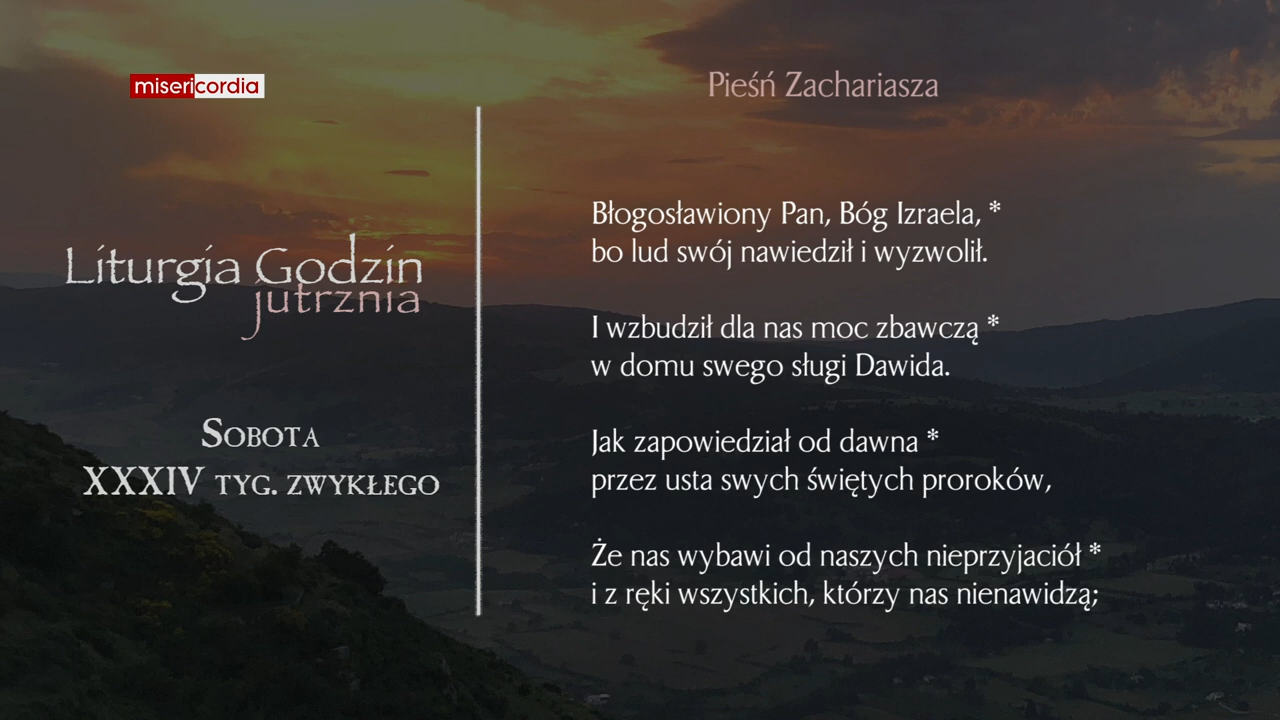 misericordia
Liturgia Godzin
jutrznia
Sobota
XXXIV tyg. zwykłego
Pieśń Zachariasza
Błogosławiony Pan, Bóg Izraela, *
bo lud swój nawiedził i wyzwolił.
I wzbudził dla nas moc zbawczą *
w domu swego sługi Dawida.
Jak zapowiedział od dawna *
przez usta swych świętych proroków,
Że nas wybawi od naszych nieprzyjaciół *
i z ręki wszystkich, którzy nas nienawidzą;